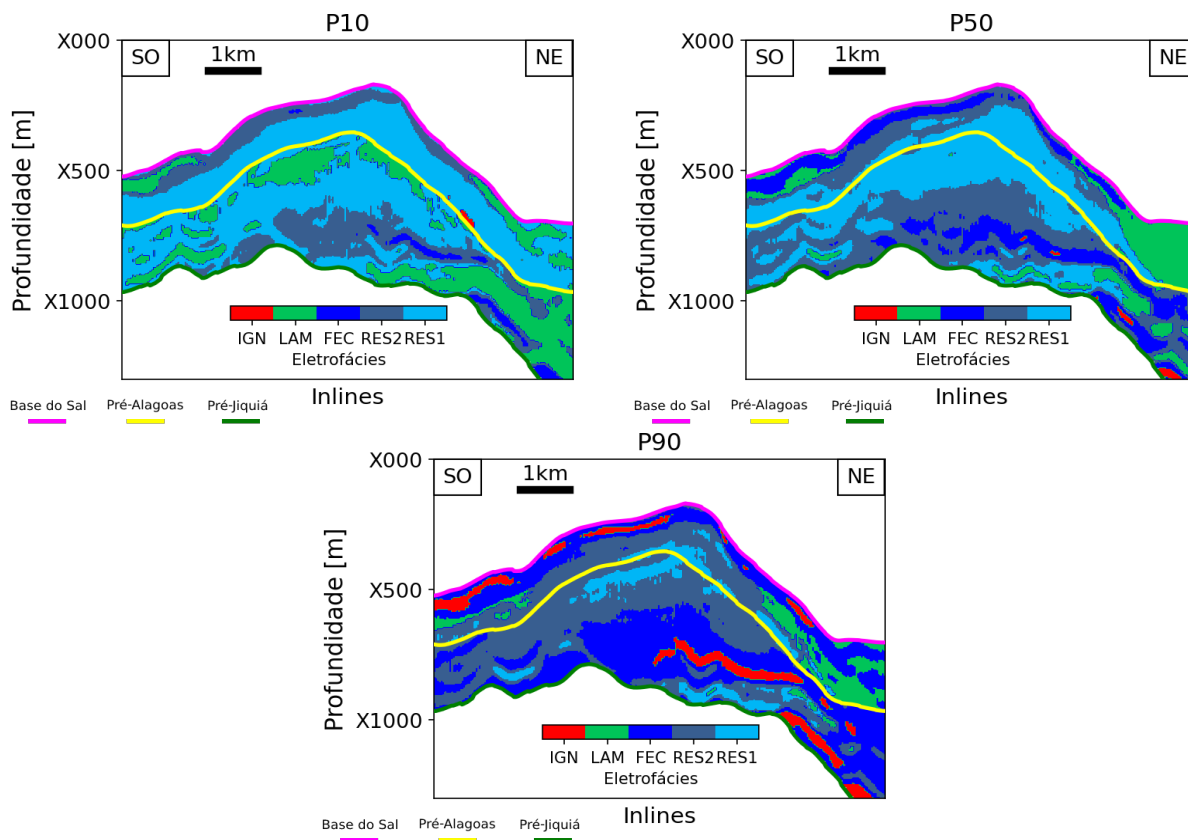 P10
X000
SO
1km
NE
Profundidade [m]
X500
X1000
IGN LAM FEC RES2 RES1
Eletrofácies
Inlines
Base do Sal Pré-Alagoas Pré-Jiquiá
P50
X000
SO
1km
NE
Profundidade [m]
X500
X1000
IGN LAM FEC RES2 RES1
Eletrofácies
Inlines
Base do Sal Pré-Alagoas Pré-Jiquiá
P90
X000
SO
1km
NE
Profundidade [m]
X500
X1000
IGN LAM FEC RES2 RES1
Eletrofácies
Inlines
Base do Sal Pré-Alagoas Pré-Jiquiá